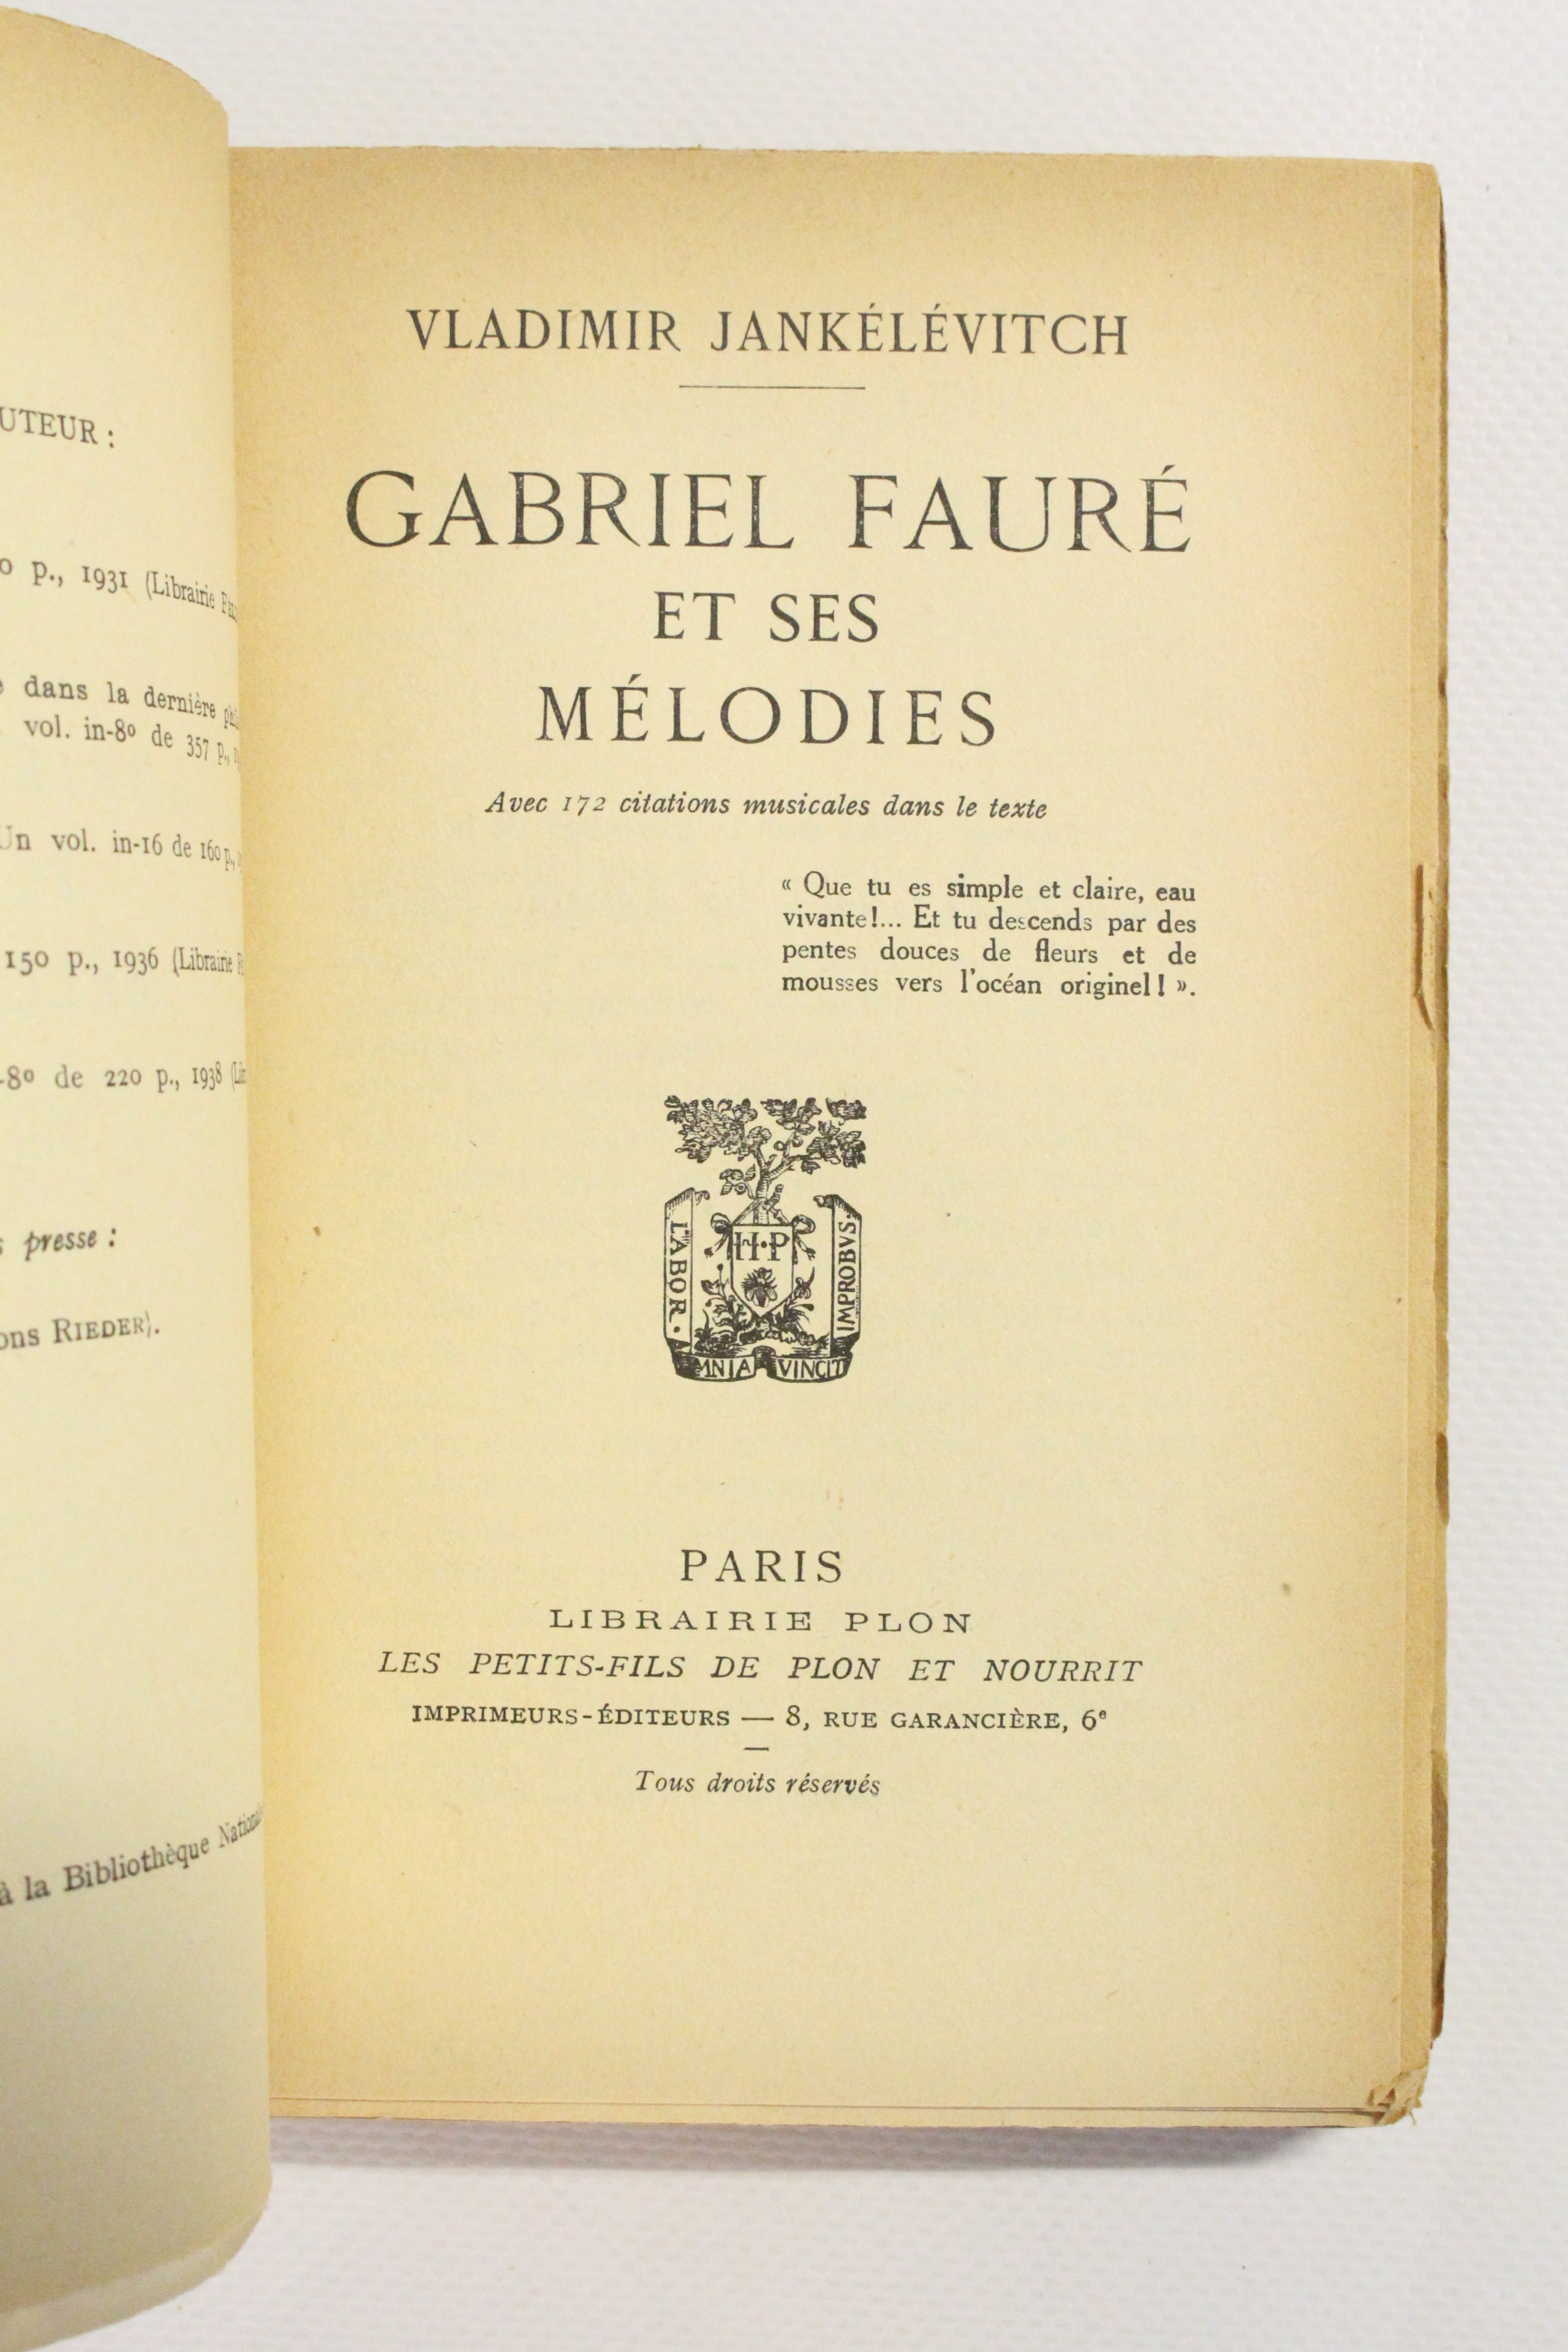 UTEUR :
o p., 1931 (Librairie
dans la dernière
vol. in-8º de 357 p.,
Un vol. in-16 de 160 p.,
150 p., 1936 (Librairie
-8º de 220 p., 1938
presse :
ons RIEDER).
à la Bibliothèque
VLADIMIR JANKÉLÉVITCH
GABRIEL FAURÉ
ET SES
MÉLODIES
Avec 172 citations musicales dans le texte
« Que tu es simple et claire, eau
vivante !... Et tu descends par des
pentes douces de fleurs et de
mousses vers l'océan originel ! ».
LABOR.
H·P
IMPROBVS.
MNIA VINCIT
PARIS
LIBRAIRIE PLON
LES PETITS-FILS DE PLON ET NOURRIT
IMPRIMEURS-ÉDITEURS — 8, RUE GARANCIÈRE, 6e
Tous droits réservés